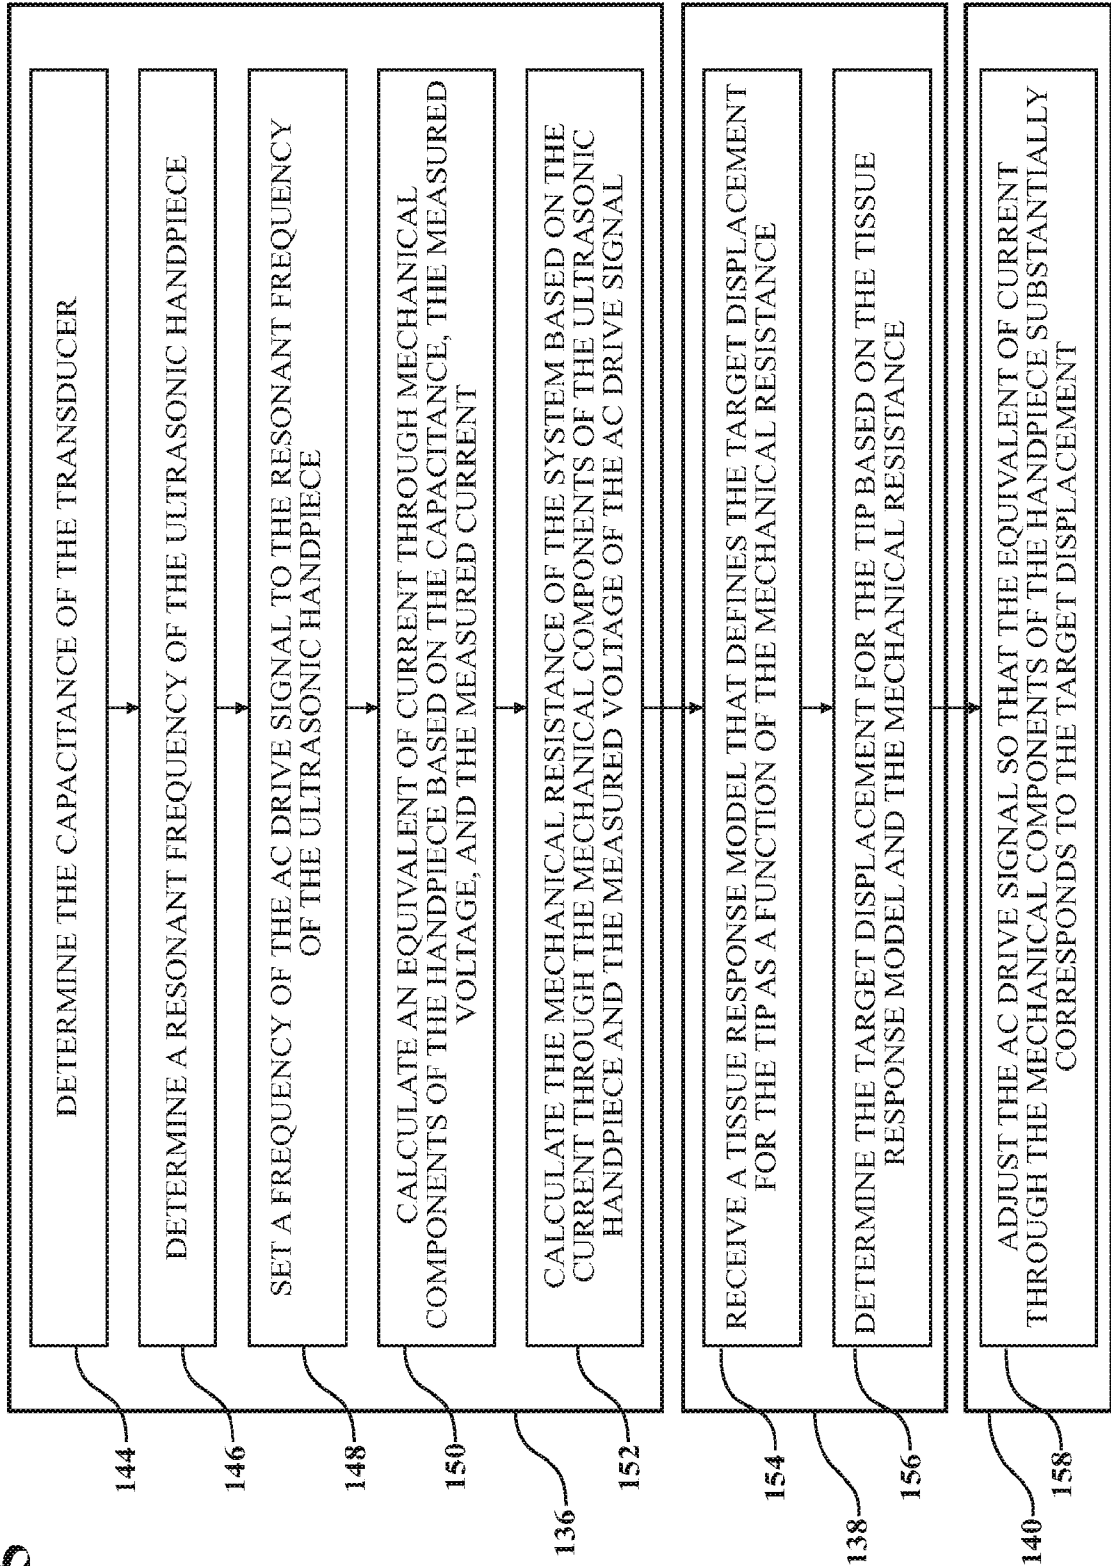 DETERMINE THE CAPACITANCE OF THE TRANSDUCER
144
DETERMINE A RESONANT FREQUENCY OF THE ULTRASONIC HANDPIECE
146
SET A FREQUENCY OF THE AC DRIVE SIGNAL TO THE RESONANT FREQUENCY
OF THE ULTRASONIC HANDPIECE
148
CALCULATE AN EQUIVALENT OF CURRENT THROUGH MECHANICAL
COMPONENTS OF THE HANDPIECE BASED ON THE CAPACITANCE, THE MEASURED
VOLTAGE, AND THE MEASURED CURRENT
150
CALCULATE THE MECHANICAL RESISTANCE OF THE SYSTEM BASED ON THE
CURRENT THROUGH THE MECHANICAL COMPONENTS OF THE ULTRASONIC
HANDPIECE AND THE MEASURED VOLTAGE OF THE AC DRIVE SIGNAL
152
136
RECEIVE A TISSUE RESPONSE MODEL THAT DEFINES THE TARGET DISPLACEMENT
FOR THE TIP AS A FUNCTION OF THE MECHANICAL RESISTANCE
154
DETERMINE THE TARGET DISPLACEMENT FOR THE TIP BASED ON THE TISSUE
RESPONSE MODEL AND THE MECHANICAL RESISTANCE
156
138
ADJUST THE AC DRIVE SIGNAL SO THAT THE EQUIVALENT OF CURRENT
THROUGH THE MECHANICAL COMPONENTS OF THE HANDPIECE SUBSTANTIALLY
CORRESPONDS TO THE TARGET DISPLACEMENT
158
140